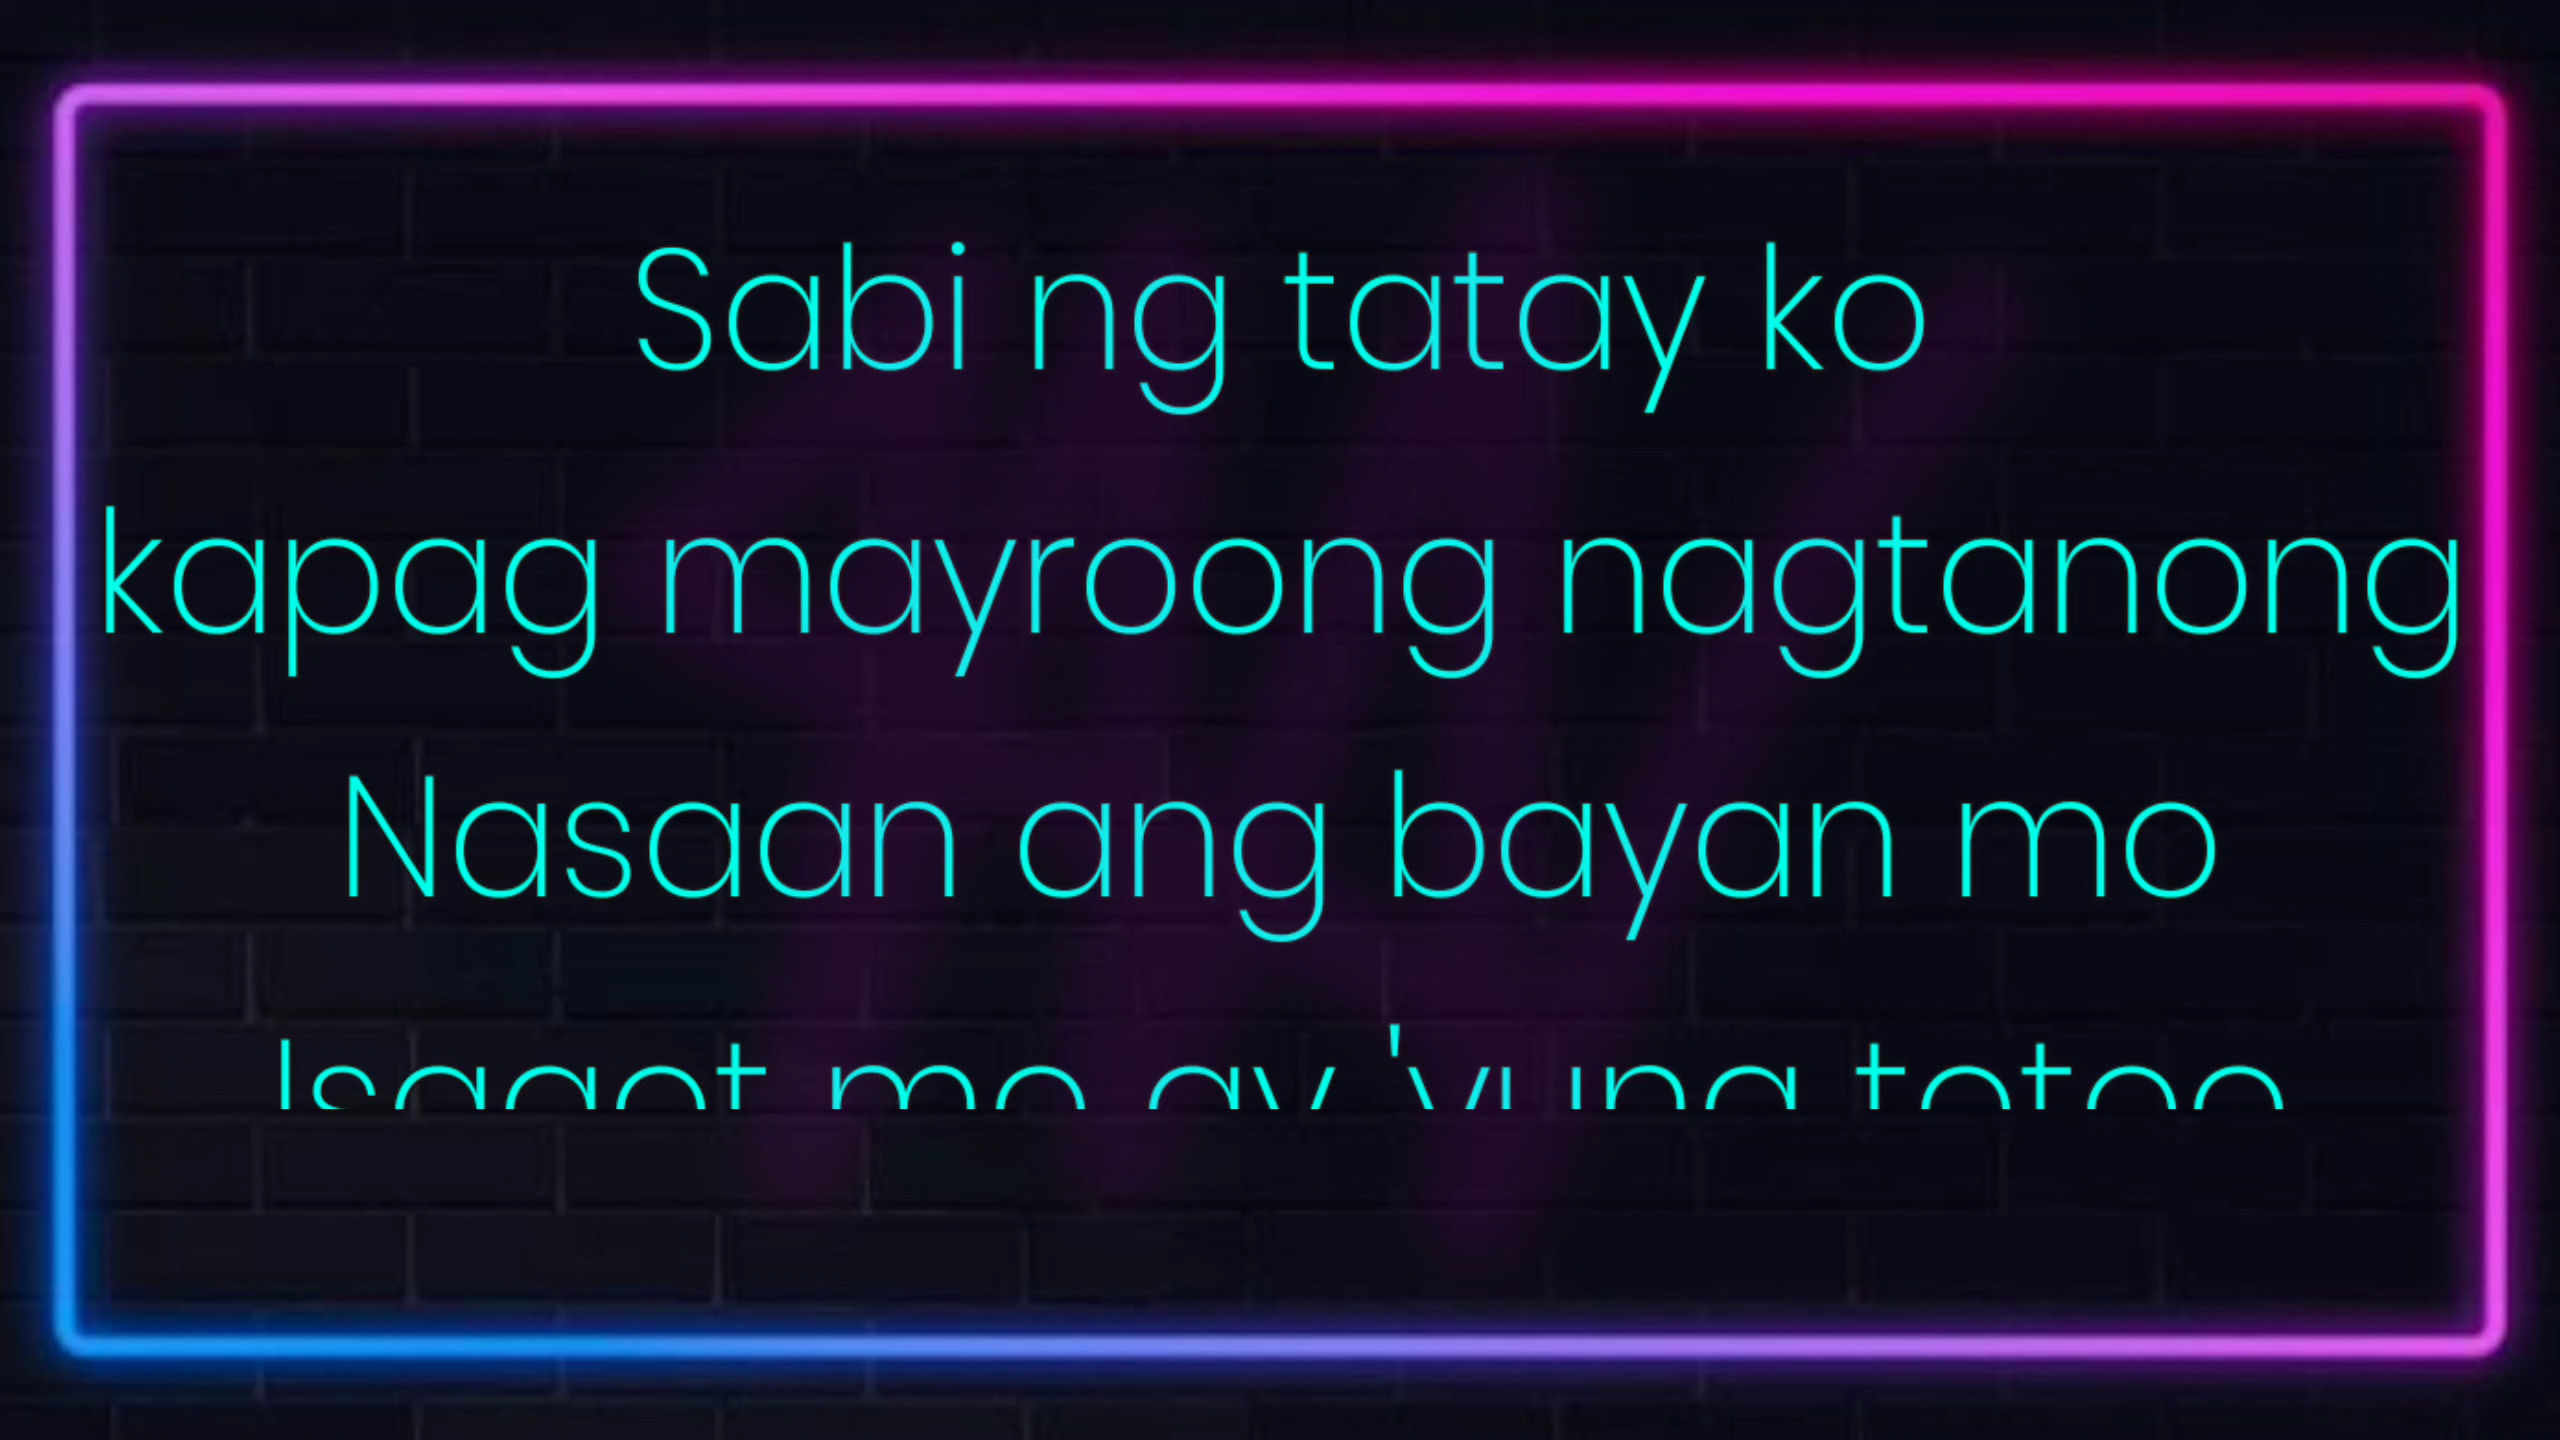 Sabi ng tatay ko
kapag mayroong nagtanong
Nasaan ang bayan mo
Isagot mo ay 'yung totoo